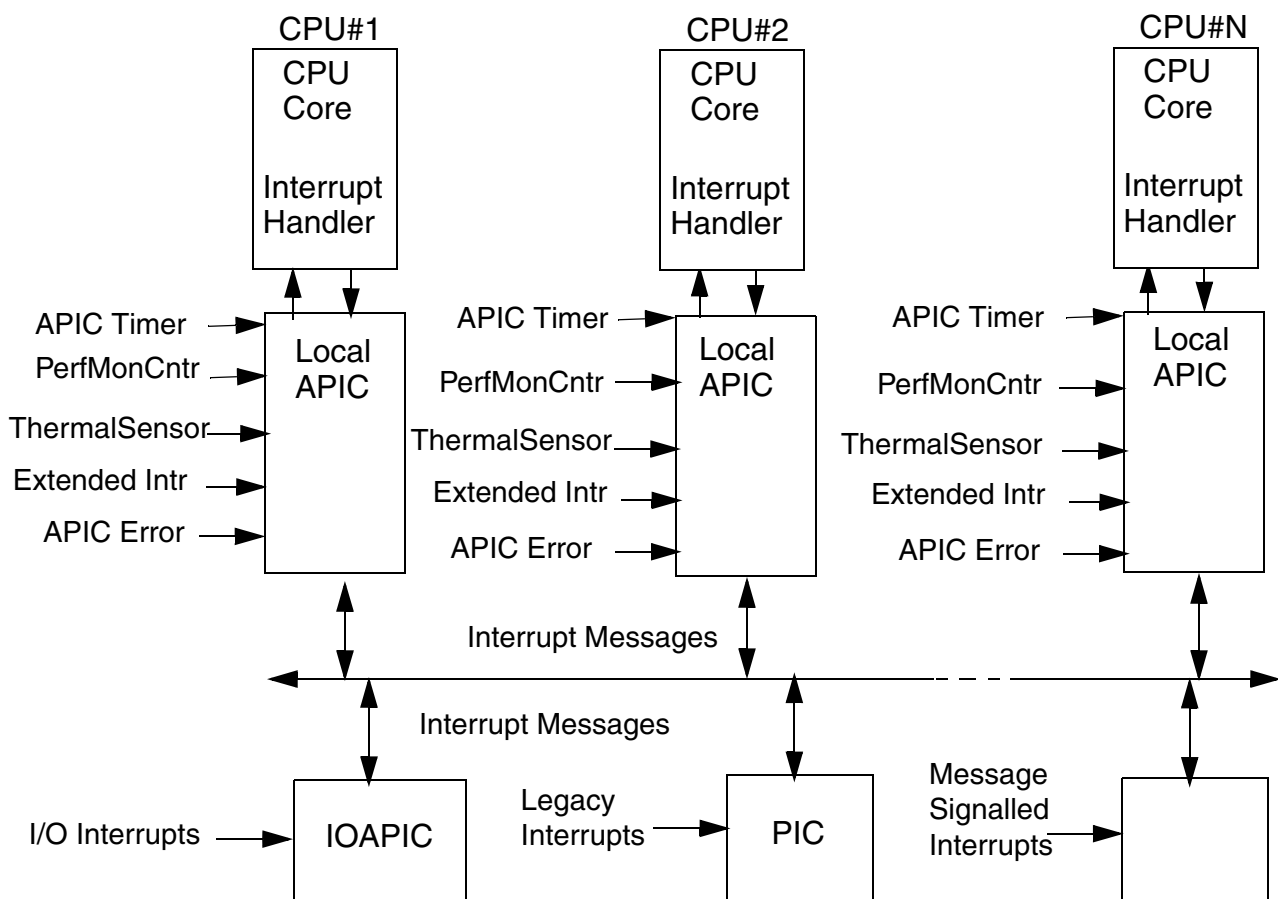 CPU#1
CPU
Core
Interrupt
Handler
CPU#2
CPU
Core
Interrupt
Handler
CPU#N
CPU
Core
Interrupt
Handler
APIC Timer
PerfMonCntr
ThermalSensor
Extended Intr
APIC Error
Local
APIC
APIC Timer
PerfMonCntr
ThermalSensor
Extended Intr
APIC Error
Local
APIC
APIC Timer
PerfMonCntr
ThermalSensor
Extended Intr
APIC Error
Local
APIC
Interrupt Messages
Interrupt Messages
I/O Interrupts
IOAPIC
Legacy
Interrupts
PIC
Message
Signalled
Interrupts